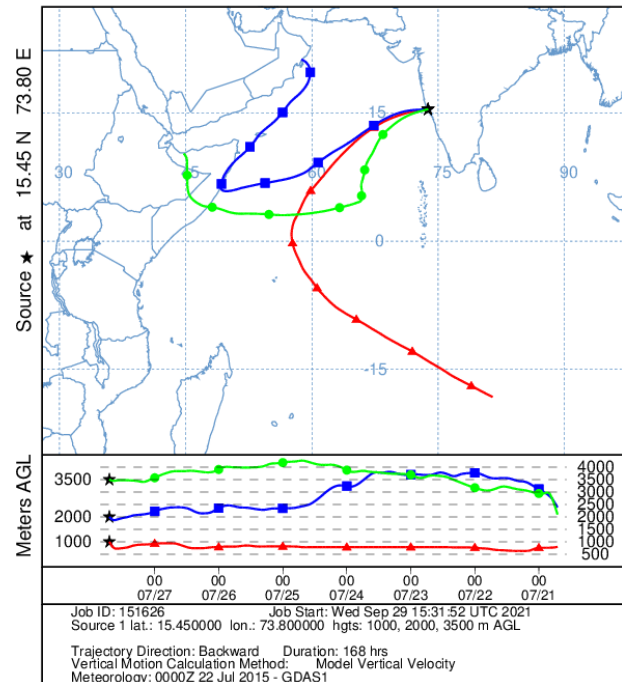 Source ★ at 15.45 N 73.80 E
15
30
45
60
75
90
0
-15
Meters AGL
3500
2000
1000
4000
3500
3000
2500
2000
1500
1000
500
00 00 00 00 00 00 00
07/27 07/26 07/25 07/24 07/23 07/22 07/21
Job ID: 151626 Job Start: Wed Sep 29 15:31:52 UTC 2021
Source 1 lat.: 15.450000 lon.: 73.800000 hgts: 1000, 2000, 3500 m AGL
Trajectory Direction: Backward Duration: 168 hrs
Vertical Motion Calculation Method: Model Vertical Velocity
Meteorology: 0000Z 22 Jul 2015 - GDAS1